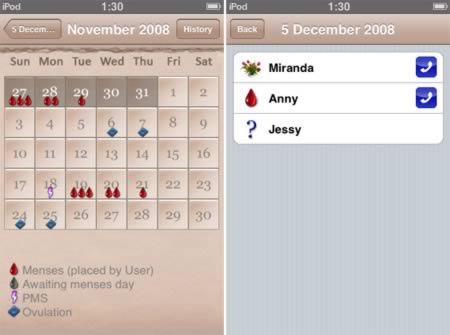 iPod 1:30
5 Decem... November 2008 History
Sun Mon Tue Wed Thu Fri Sat
27 28 29 30 31 1 2
3 4 5 6 7 8 9
10 11 12 13 14 15 16
17 18 19 20 21 22 23
24 25 26 27 28 29 30
Menses (placed by User)
Awaiting menses day
PMS
Ovulation
iPod 1:30
Back 5 December 2008
Miranda
Anny
? Jessy